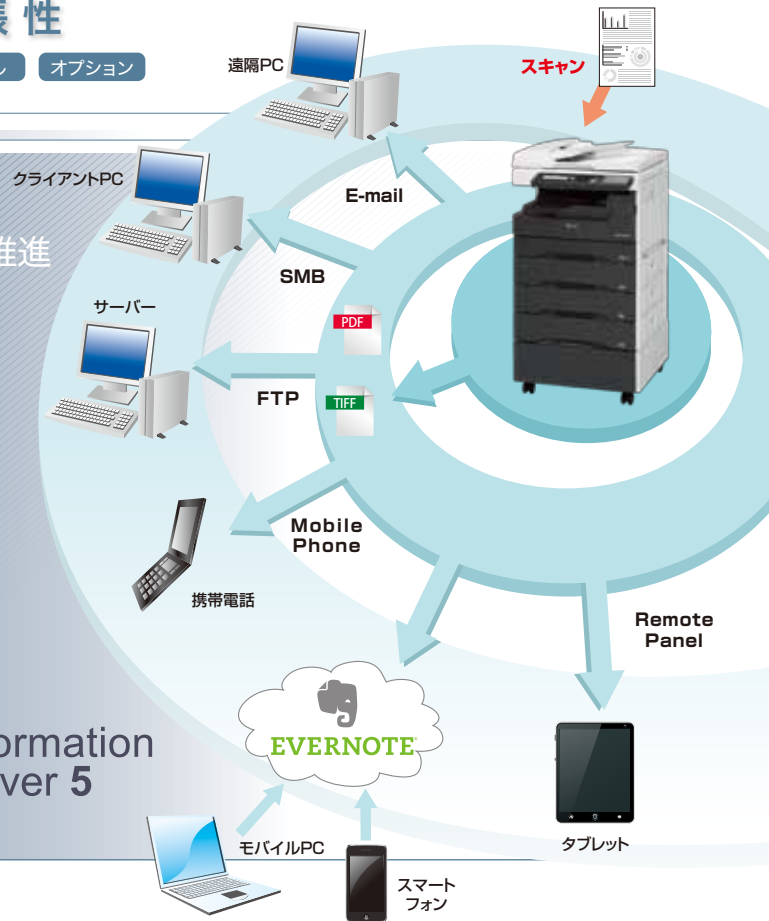 張性
オプション
遠隔PC
スキャン
クライアントPC
E-mail
推進
SMB
サーバー
PDF
FTP
TIFF
Mobile
Phone
携帯電話
Remote
Panel
EVERNOTE
ormation
ver 5
モバイルPC
タブレット
スマート
フォン